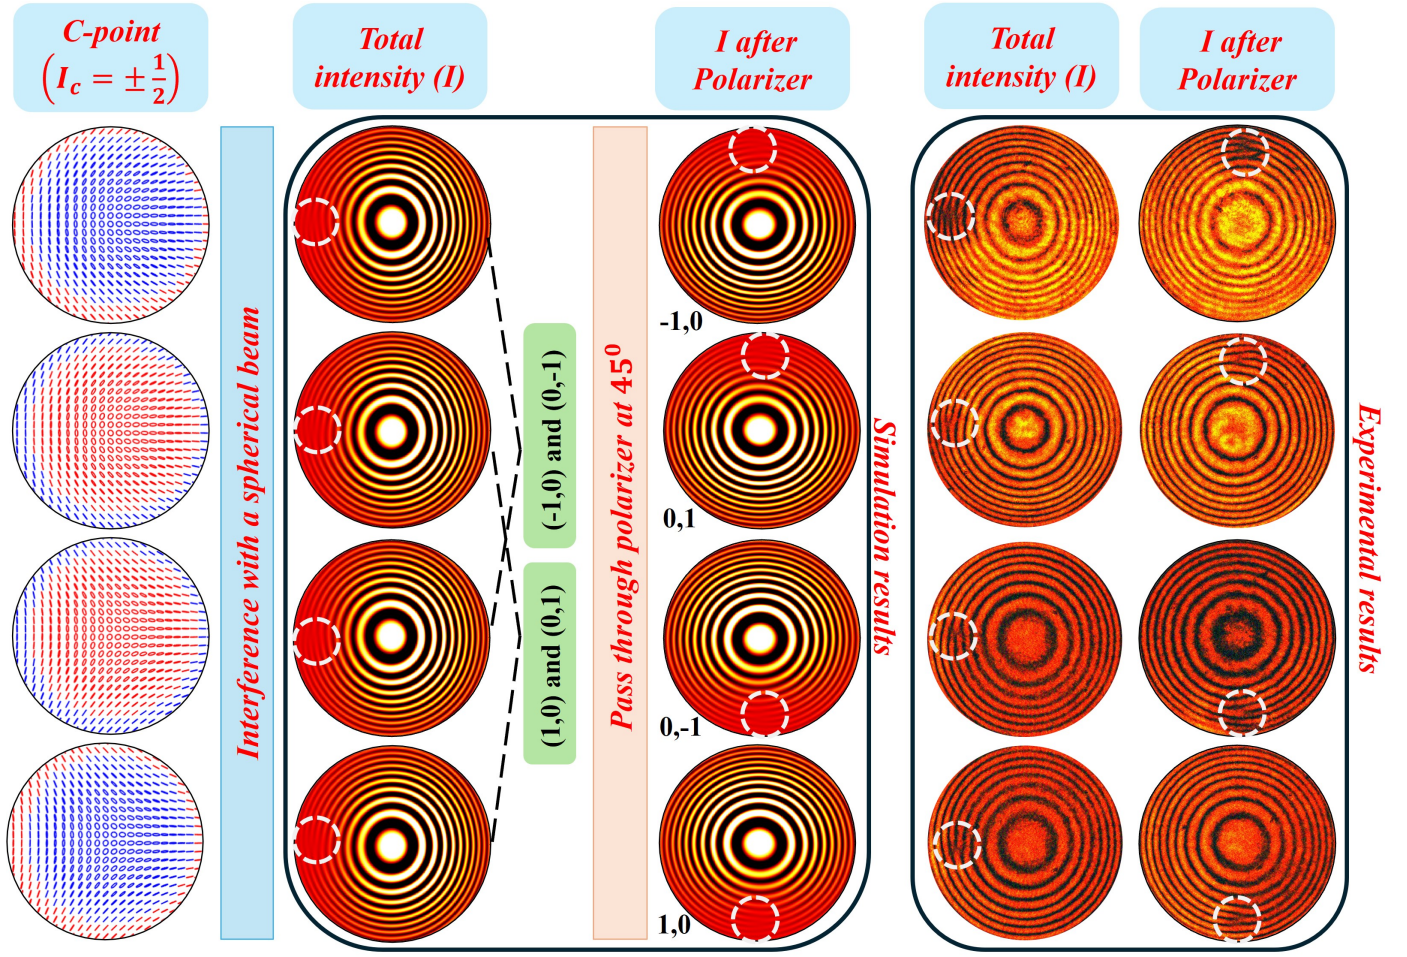 C-point
(I_c = ± 1/2)
Total
intensity (I)
I after
Polarizer
Total
intensity (I)
I after
Polarizer
Interference with a spherical beam
(-1,0) and (0,-1)
(1,0) and (0,1)
Pass through polarizer at 45⁰
-1,0
0,1
0,-1
1,0
Simulation results
Experimental results